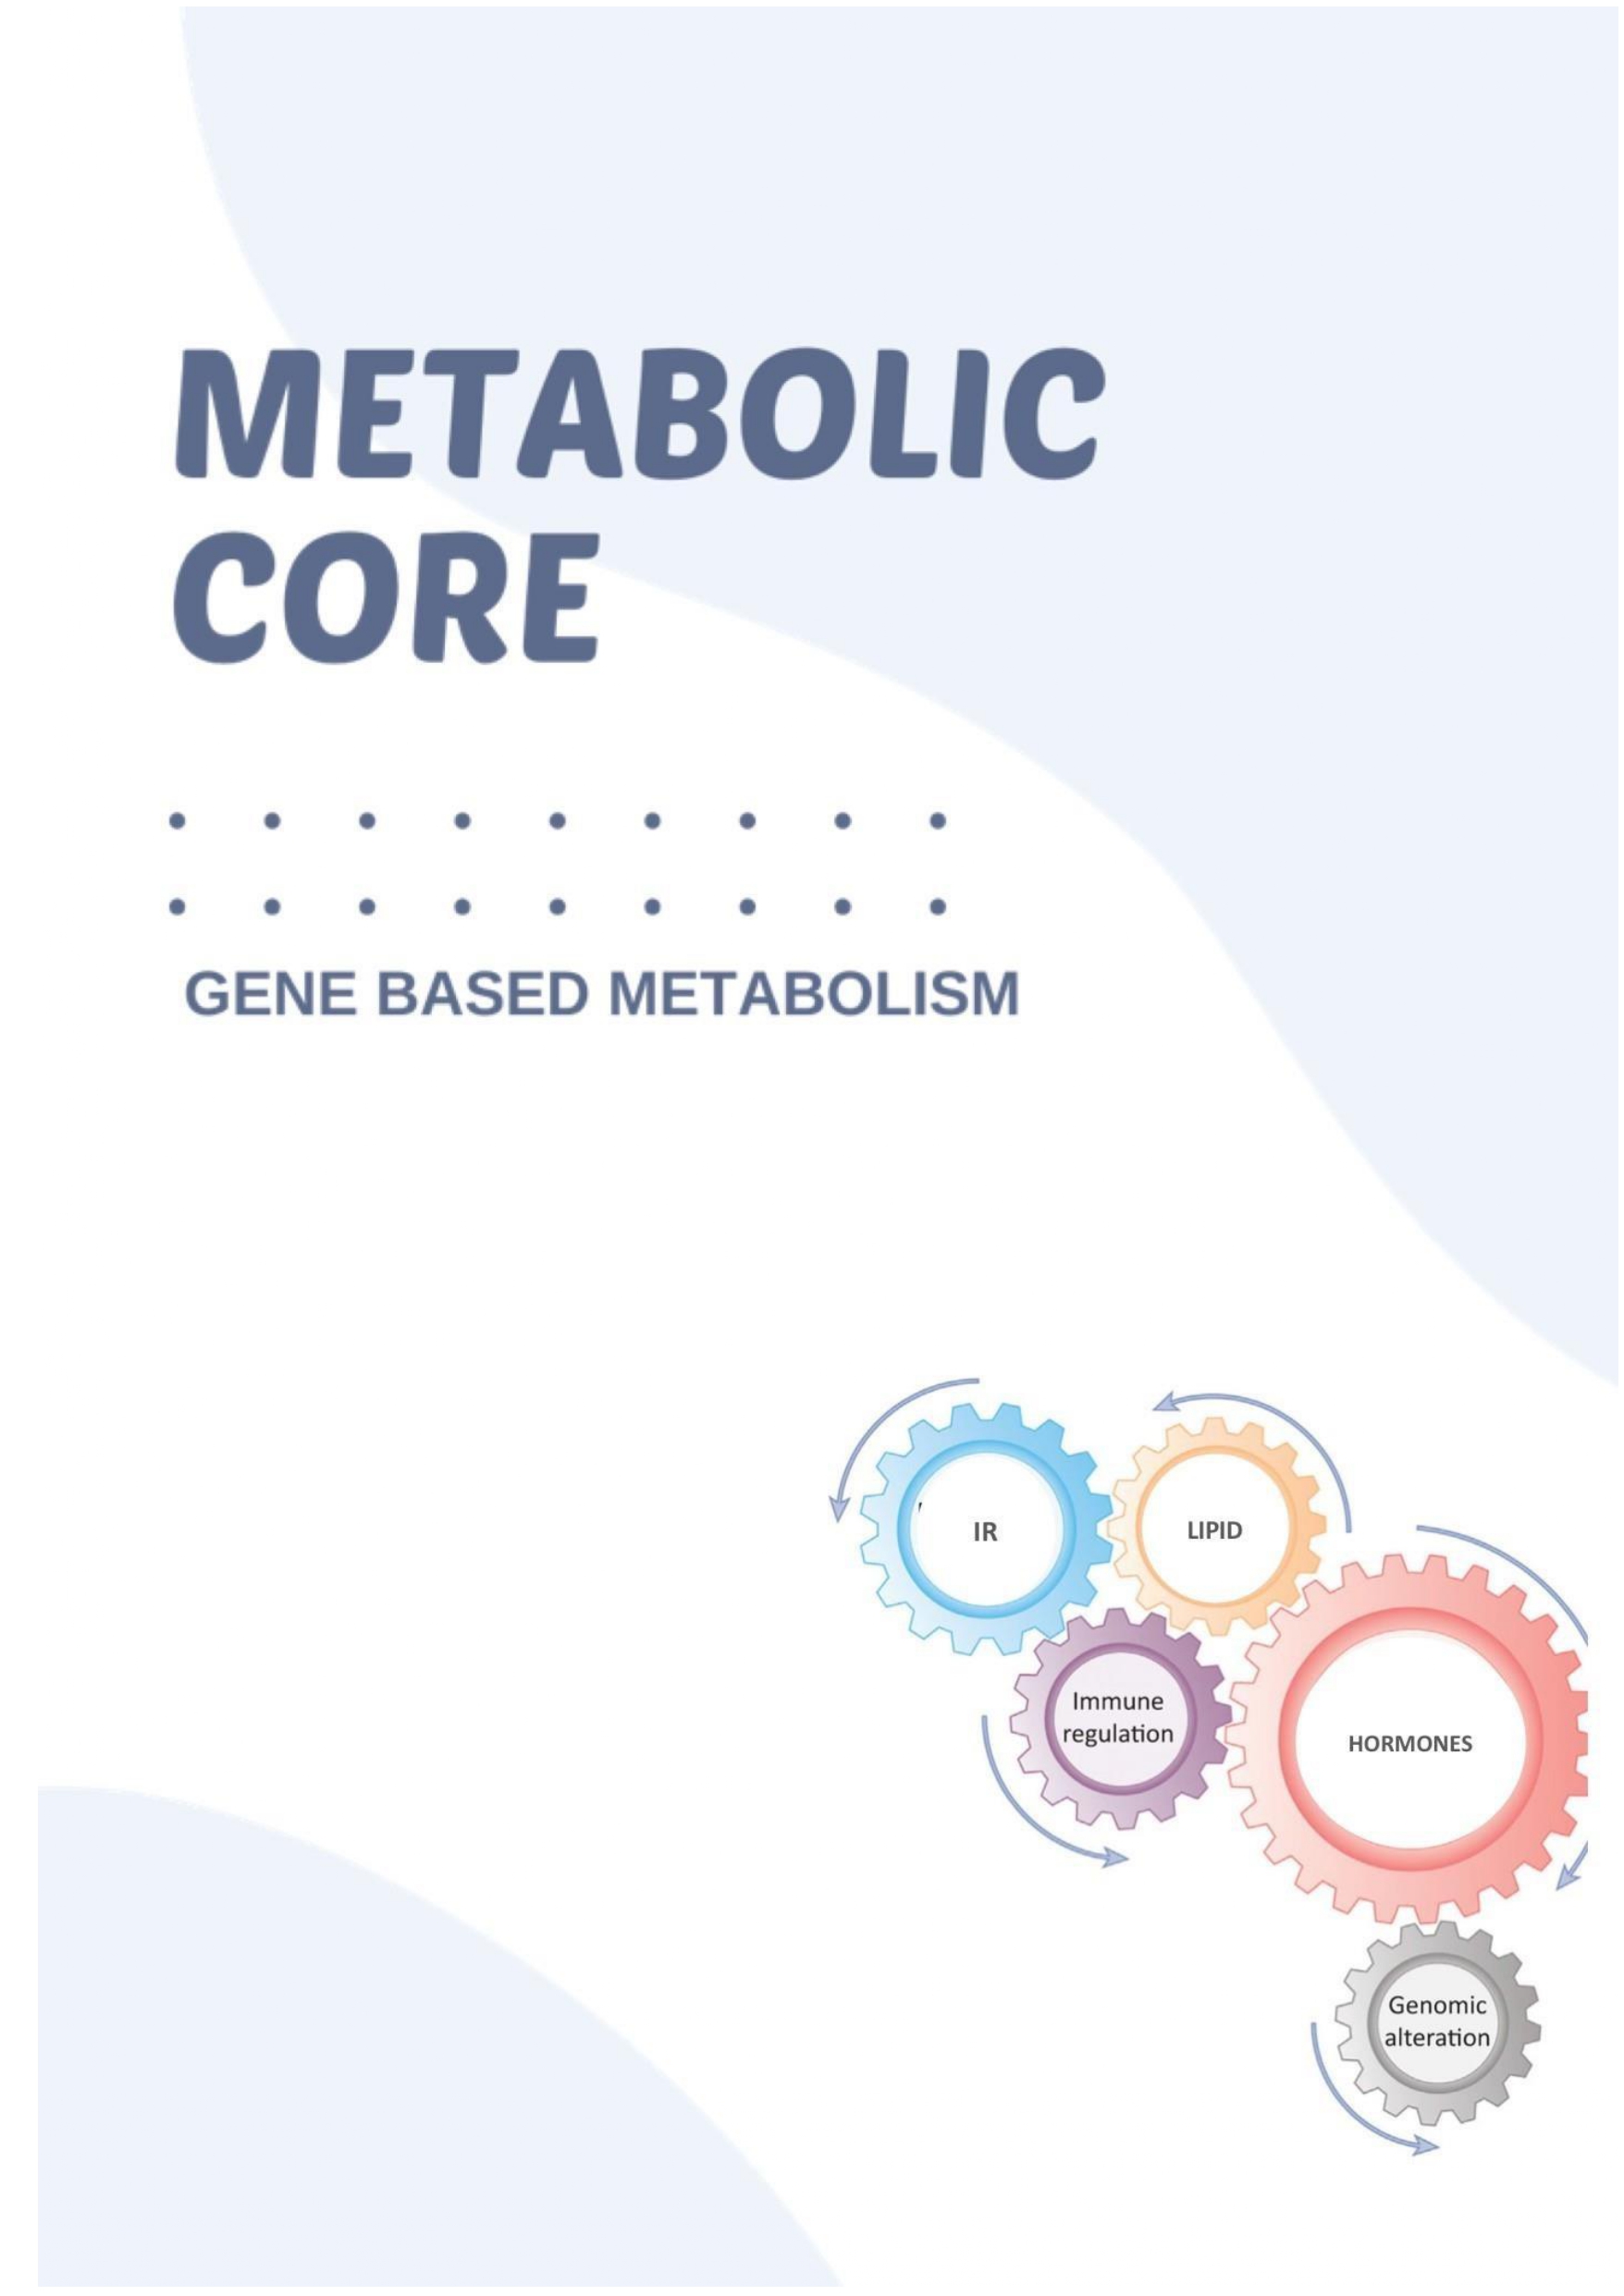 METABOLIC
CORE
GENE BASED METABOLISM
IR
LIPID
Immune
regulation
HORMONES
Genomic
alteration